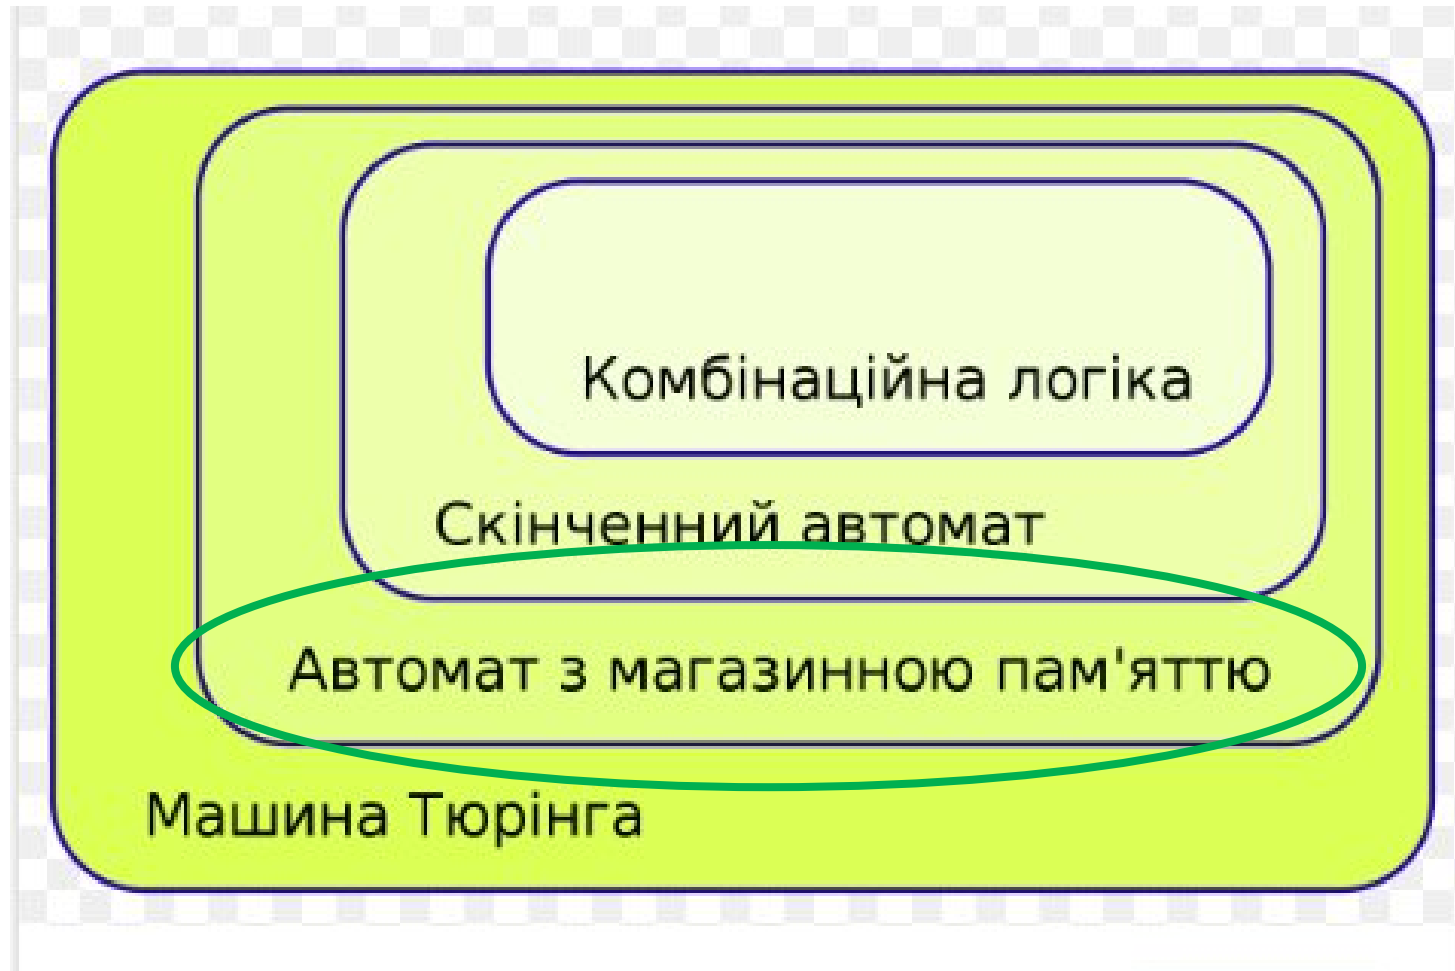 Комбінаційна логіка
Скінченний автомат
Автомат з магазинною пам'яттю
Машина Тюрінга